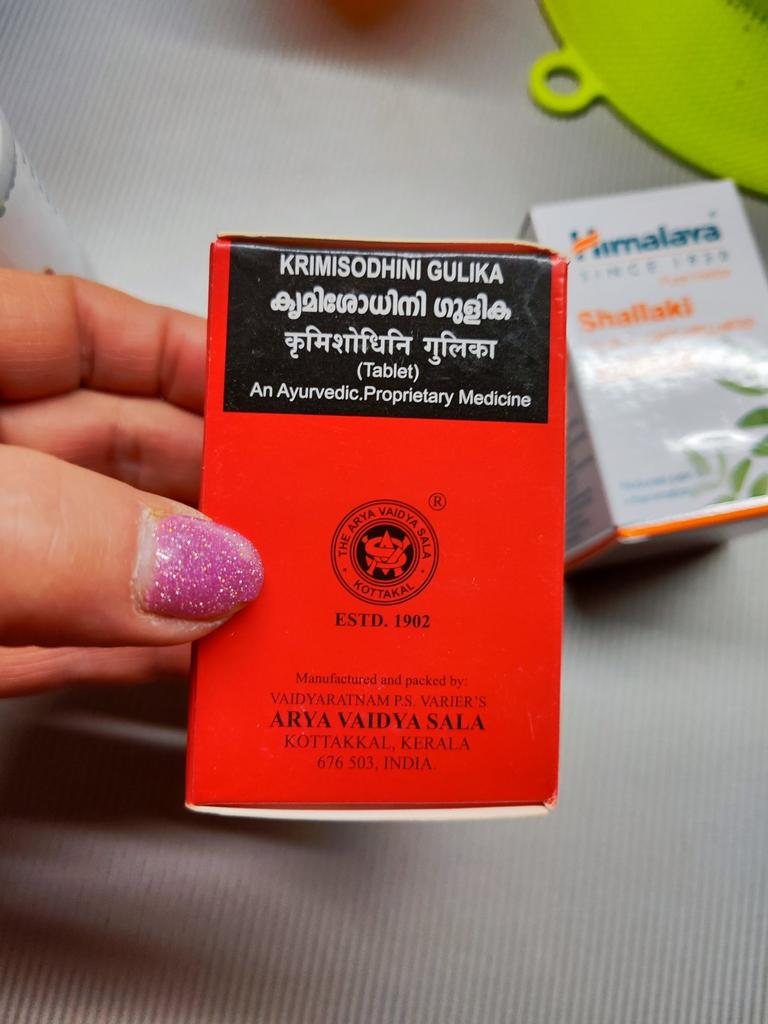 KRIMISODHINI GULIKA
കൃമിശോധിനി ഗുളിക
कृमिशोधिनि गुलिका
(Tablet)
An Ayurvedic.Proprietary Medicine
®
THE ARYA VAIDYA SALA
KOTTAKAL
ESTD. 1902
Manufactured and packed by:
VAIDYARATNAM P.S. VARIER'S
ARYA VAIDYA SALA
KOTTAKKAL, KERALA
676 503, INDIA.
Himalaya
SINCE 1930
Shallaki